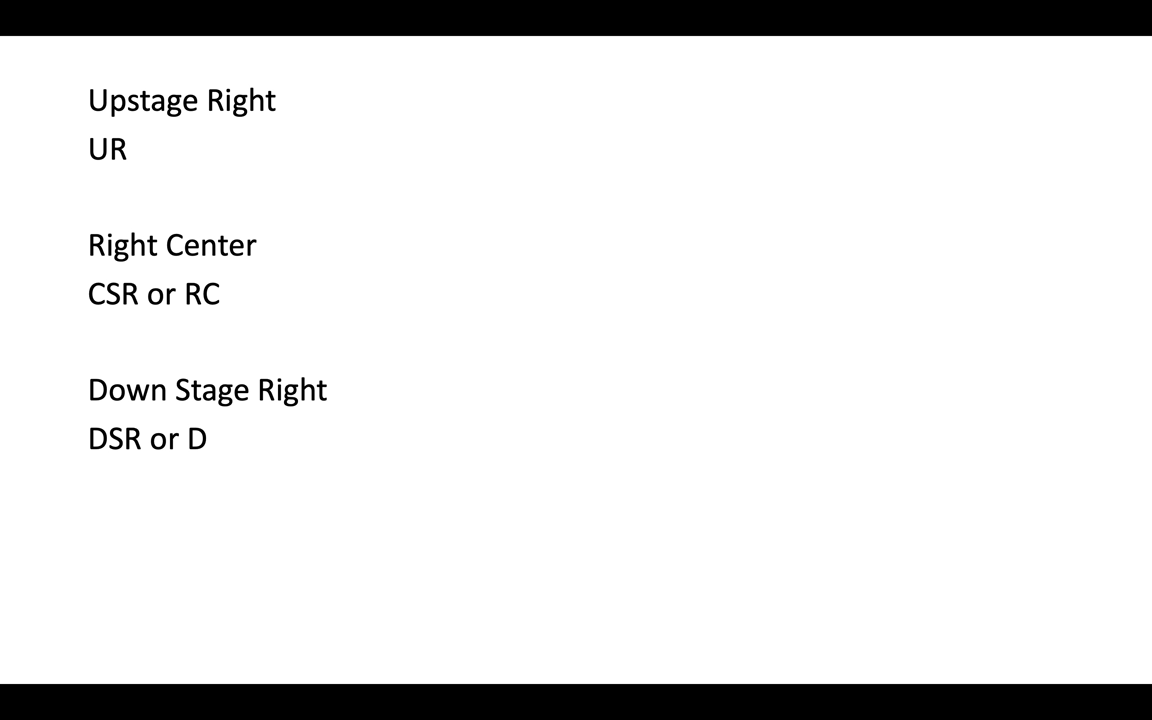 Upstage Right
UR
Right Center
CSR or RC
Down Stage Right
DSR or D